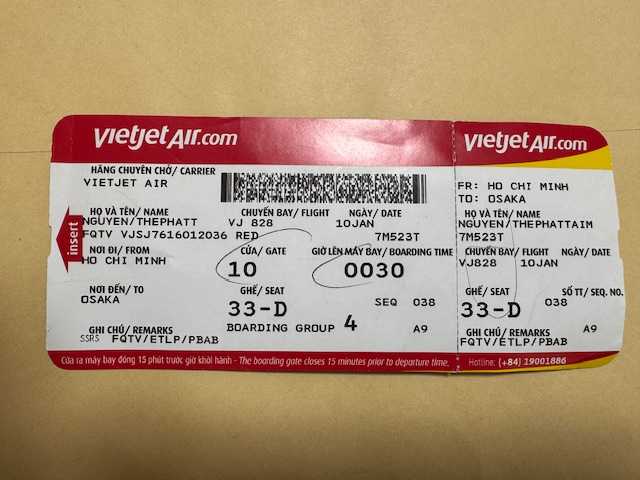 vietjetAir.com
HÃNG CHUYÊN CHỞ/ CARRIER
VIETJET AIR
HỌ VÀ TÊN/ NAME CHUYẾN BAY/ FLIGHT NGÀY/ DATE
NGUYEN/THEPHATT VJ 828 10JAN
FQTV VJSJ7616012036 RED 7M523T
insert
NƠI ĐI/ FROM CỬA/ GATE GIỜ LÊN MÁY BAY/ BOARDING TIME
HO CHI MINH 10 0030
NƠI ĐẾN/ TO GHẾ/ SEAT
OSAKA 33-D SEQ 038
GHI CHÚ/ REMARKS BOARDING GROUP 4 A9
SSRS FQTV/ETLP/PBAB
Cửa ra máy bay đóng 15 phút trước giờ khởi hành - The boarding gate closes 15 minutes prior to departure time.
vietjetAir.com
FR: HO CHI MINH
TO: OSAKA
HỌ VÀ TÊN/ NAME
NGUYEN/THEPHATTAIM
7M523T
CHUYẾN BAY/ FLIGHT NGÀY/ DATE
VJ828 10JAN
GHẾ/ SEAT SỐ TT/ SEQ. NO.
33-D 038
GHI CHÚ/ REMARKS A9
FQTV/ETLP/PBAB
Hotline: (+84) 19001886